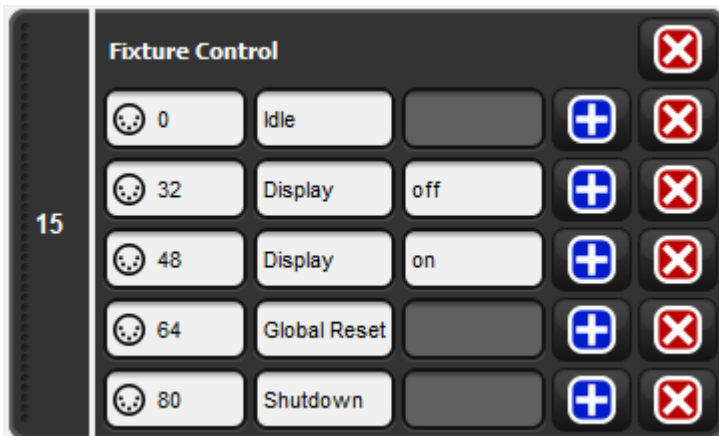 Fixture Control
0 Idle
32 Display off
15
48 Display on
64 Global Reset
80 Shutdown